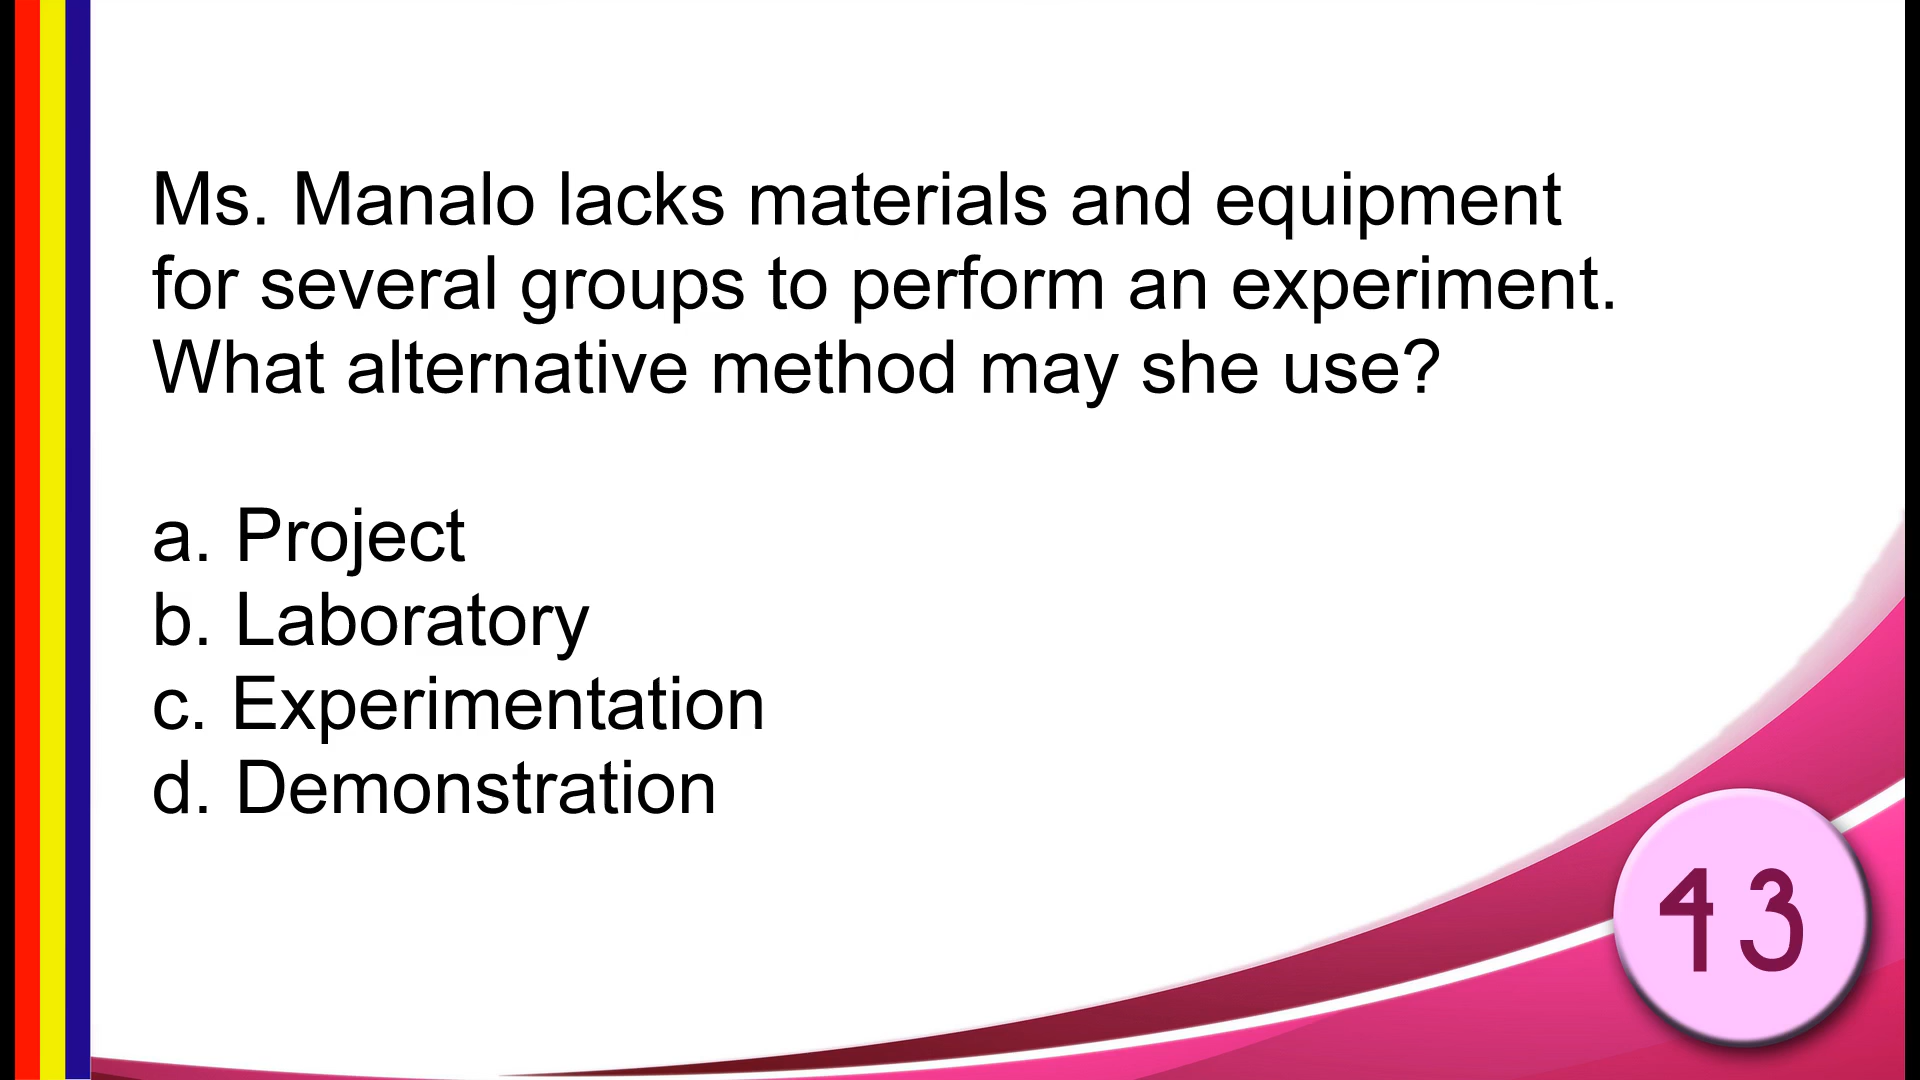 Ms. Manalo lacks materials and equipment
for several groups to perform an experiment.
What alternative method may she use?
a. Project
b. Laboratory
c. Experimentation
d. Demonstration
43